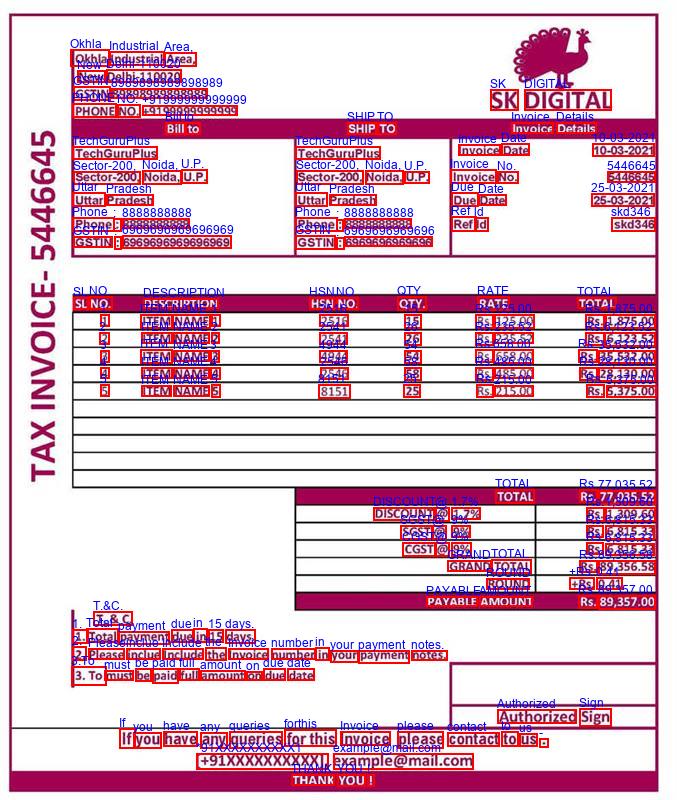 SK DIGITAL
Okhla Industrial Area,
New Delhi-110020
GSTIN 8989898989898989
PHONE NO. +919999999999
TAX INVOICE- 5446645
Bill to SHIP TO Invoice Details
TechGuruPlus TechGuruPlus Invoice Date 10-03-2021
Sector-200, Noida, U.P. Sector-200, Noida, U.P. Invoice No. 5446645
Uttar Pradesh Uttar Pradesh Due Date 25-03-2021
Phone : 8888888888 Phone : 8888888888 Ref Id skd346
GSTIN : 6969696969696969 GSTIN : 6969696969696
SL NO. DESCRIPTION HSN NO. QTY. RATE TOTAL
1 ITEM NAME 1 15 Rs. 125.00 Rs. 1,875.00
2 ITEM NAME 2 2541 26 Rs. 235.52 Rs. 6,123.52
3 ITEM NAME 3 4944 54 Rs. 658.00 Rs. 35,532.00
4 ITEM NAME 4 2546 58 Rs. 485.00 Rs. 28,130.00
5 ITEM NAME 5 8151 25 Rs. 215.00 Rs. 5,375.00
TOTAL Rs. 77,035.52
DISCOUNT @ 1.7% Rs. 1,309.60
SGST @ 9% Rs. 6,815.33
CGST @ 9% Rs. 6,815.33
GRAND TOTAL Rs. 89,356.58
ROUND +Rs. 0.41
PAYABLE AMOUNT Rs. 89,357.00
T. & C.
1. Total payment due in 15 days.
2. Please include Include the Invoice number in your payment notes.
3. To must be paid full amount on due date
Authorized Sign
If you have any queries for this Invoice please contact to us :
+91XXXXXXXXX1 example@mail.com
THANK YOU !